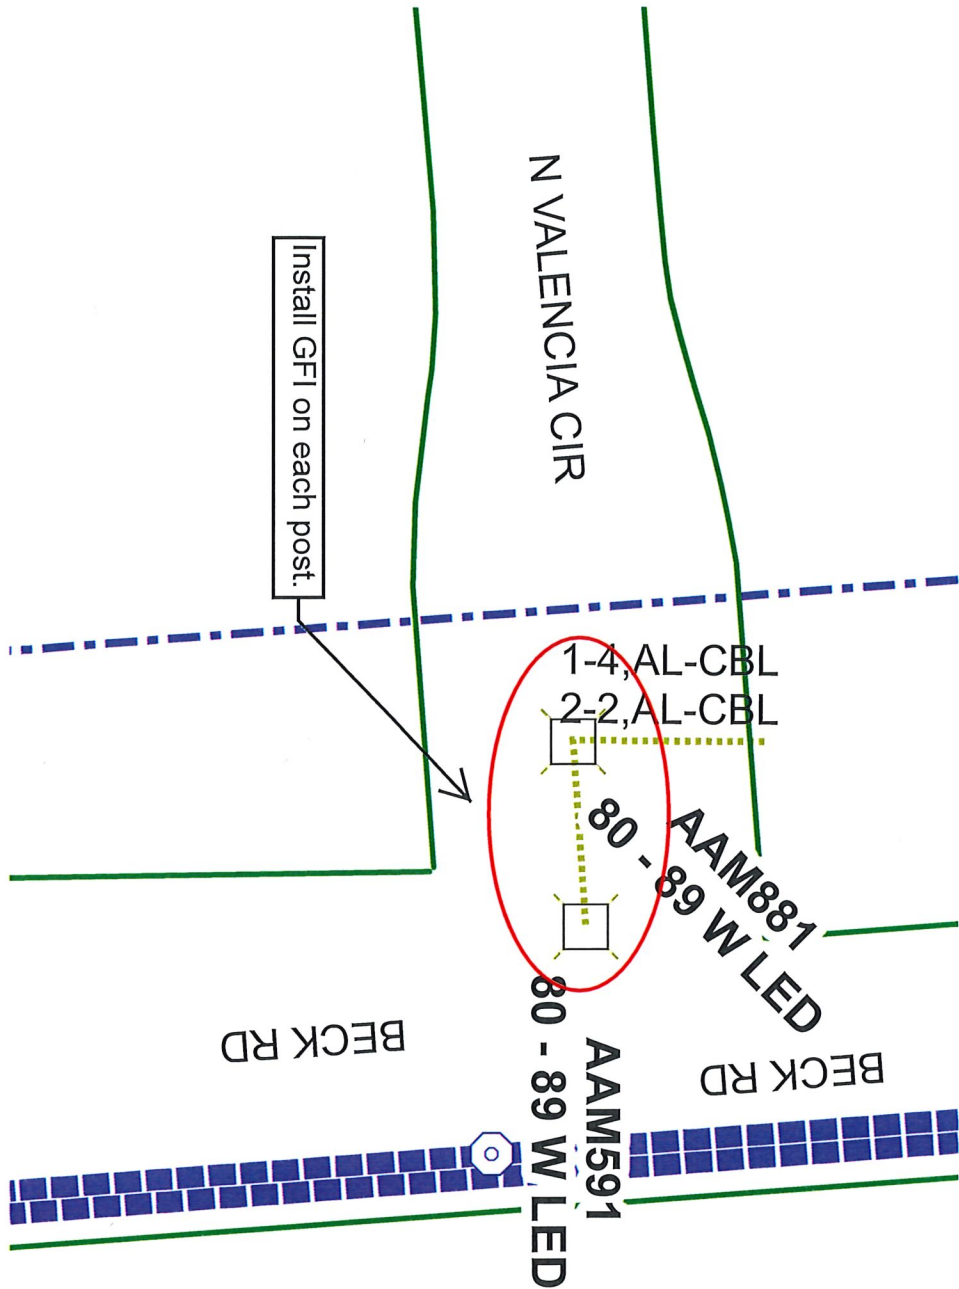 N VALENCIA CIR
Install GFI on each post.
1-4,AL-CBL
2-2,AL-CBL
AAM881
80 - 89 W LED
AAM591
80 - 89 W LED
BECK RD
BECK RD